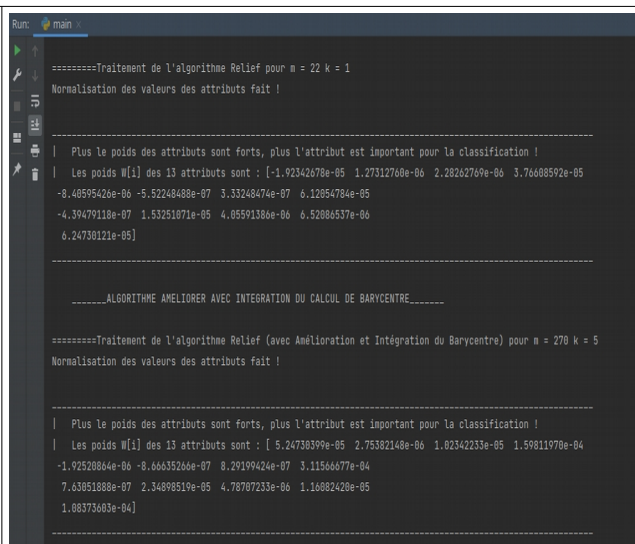 Run: main ×
=========Traitement de l'algorithme Relief pour m = 22 k = 1
Normalisation des valeurs des attributs fait !
| Plus le poids des attributs sont forts, plus l'attribut est important pour la classification !
| Les poids W[i] des 13 attributs sont : [-1.92342678e-05 1.27312760e-06 2.28262769e-06 3.76608592e-05
-8.40595426e-06 -5.52248488e-07 3.33248474e-07 6.12054784e-05
-4.39479118e-07 1.53251071e-05 4.05591386e-06 6.52086537e-06
6.24730121e-05]
_______ALGORITHME AMELIORER AVEC INTEGRATION DU CALCUL DE BARYCENTRE_______
=========Traitement de l'algorithme Relief (avec Amélioration et Intégration du Barycentre) pour m = 270 k = 5
Normalisation des valeurs des attributs fait !
| Plus le poids des attributs sont forts, plus l'attribut est important pour la classification !
| Les poids W[i] des 13 attributs sont : [ 5.24730399e-05 2.75382148e-06 1.02342233e-05 1.59811970e-04
-1.92520864e-06 -8.66635266e-07 8.29199424e-07 3.11566677e-04
7.63051888e-07 2.34898519e-05 4.78707233e-06 1.16082420e-05
1.08373603e-04]